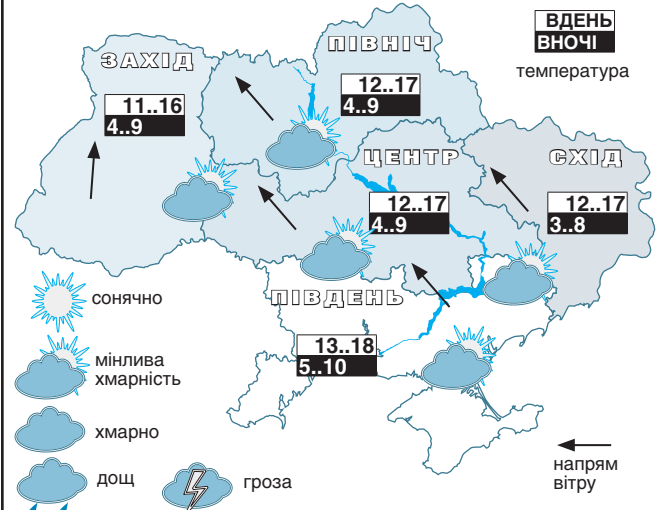 ВДЕНЬ
ВНОЧІ
температура
ПІВНІЧ
12..17
4..9
ЗАХІД
11..16
4..9
ЦЕНТР
12..17
4..9
СХІД
12..17
3..8
ПІВДЕНЬ
13..18
5..10
сонячно
мінлива
хмарність
хмарно
дощ
гроза
напрям
вітру